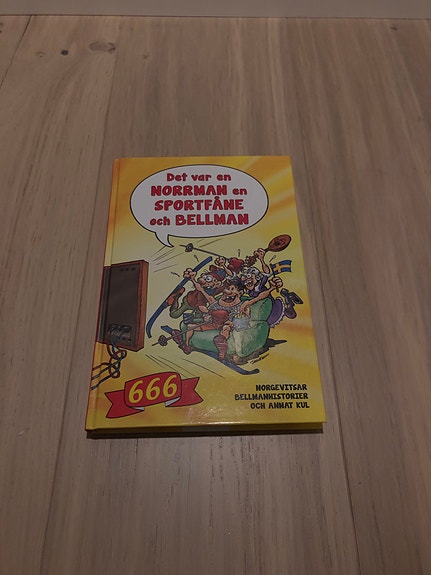 Det var en
NORRMAN en
SPORTFÅNE
och BELLMAN
666
NORGEVITSAR
BELLMANHISTORIER
OCH ANNAT KUL